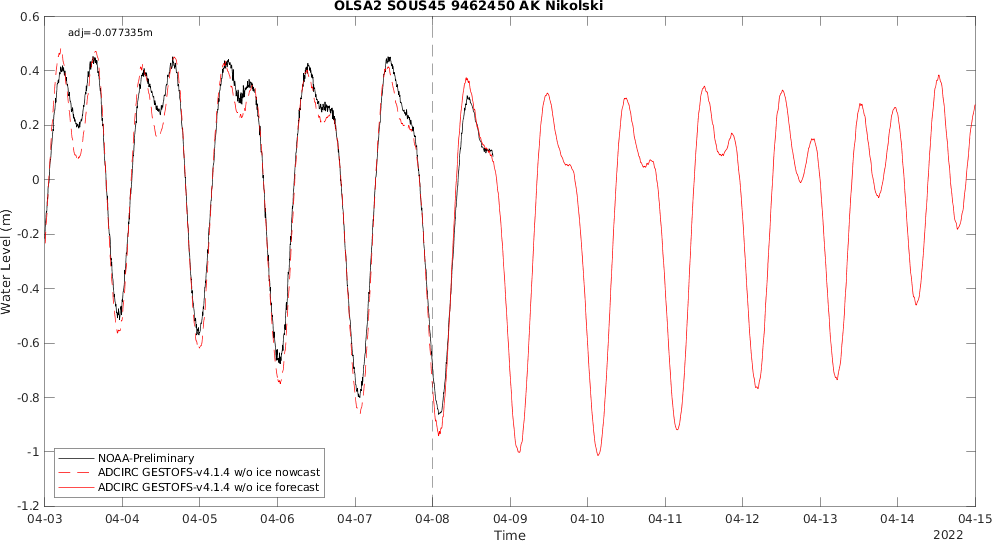 OLSA2 SOUS45 9462450 AK Nikolski
adj=-0.077335m
0.6
0.4
0.2
0
-0.2
-0.4
-0.6
-0.8
-1
-1.2
Water Level (m)
NOAA-Preliminary
ADCIRC GESTOFS-v4.1.4 w/o ice nowcast
ADCIRC GESTOFS-v4.1.4 w/o ice forecast
04-03 04-04 04-05 04-06 04-07 04-08 04-09 04-10 04-11 04-12 04-13 04-14 04-15
Time
2022